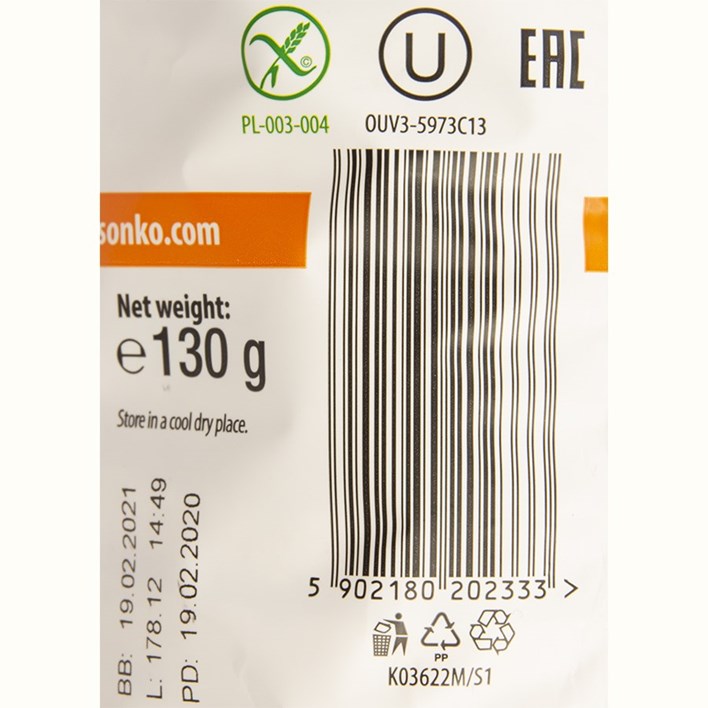 U
EAC
PL-003-004
OUV3-5973C13
sonko.com
Net weight:
℮130 g
Store in a cool dry place.
BB: 19.02.2021
L: 178.12 14:49
PD: 19.02.2020
5 902180 202333 >
PP
K03622M/S1